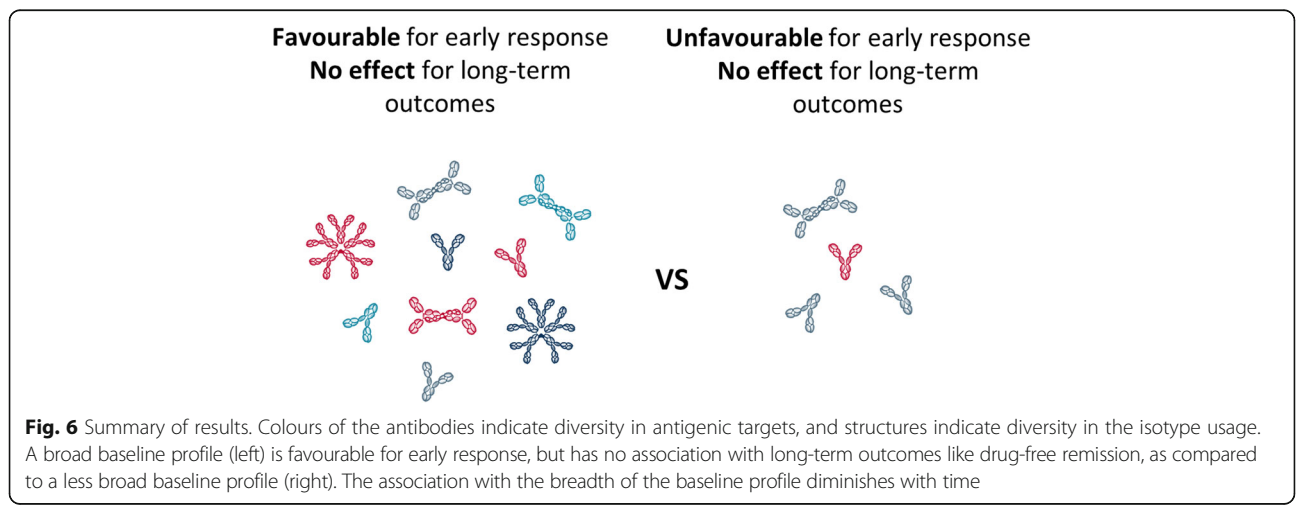 Favourable for early response
No effect for long-term
outcomes
Unfavourable for early response
No effect for long-term
outcomes
VS
Fig. 6 Summary of results. Colours of the antibodies indicate diversity in antigenic targets, and structures indicate diversity in the isotype usage.
A broad baseline profile (left) is favourable for early response, but has no association with long-term outcomes like drug-free remission, as compared
to a less broad baseline profile (right). The association with the breadth of the baseline profile diminishes with time